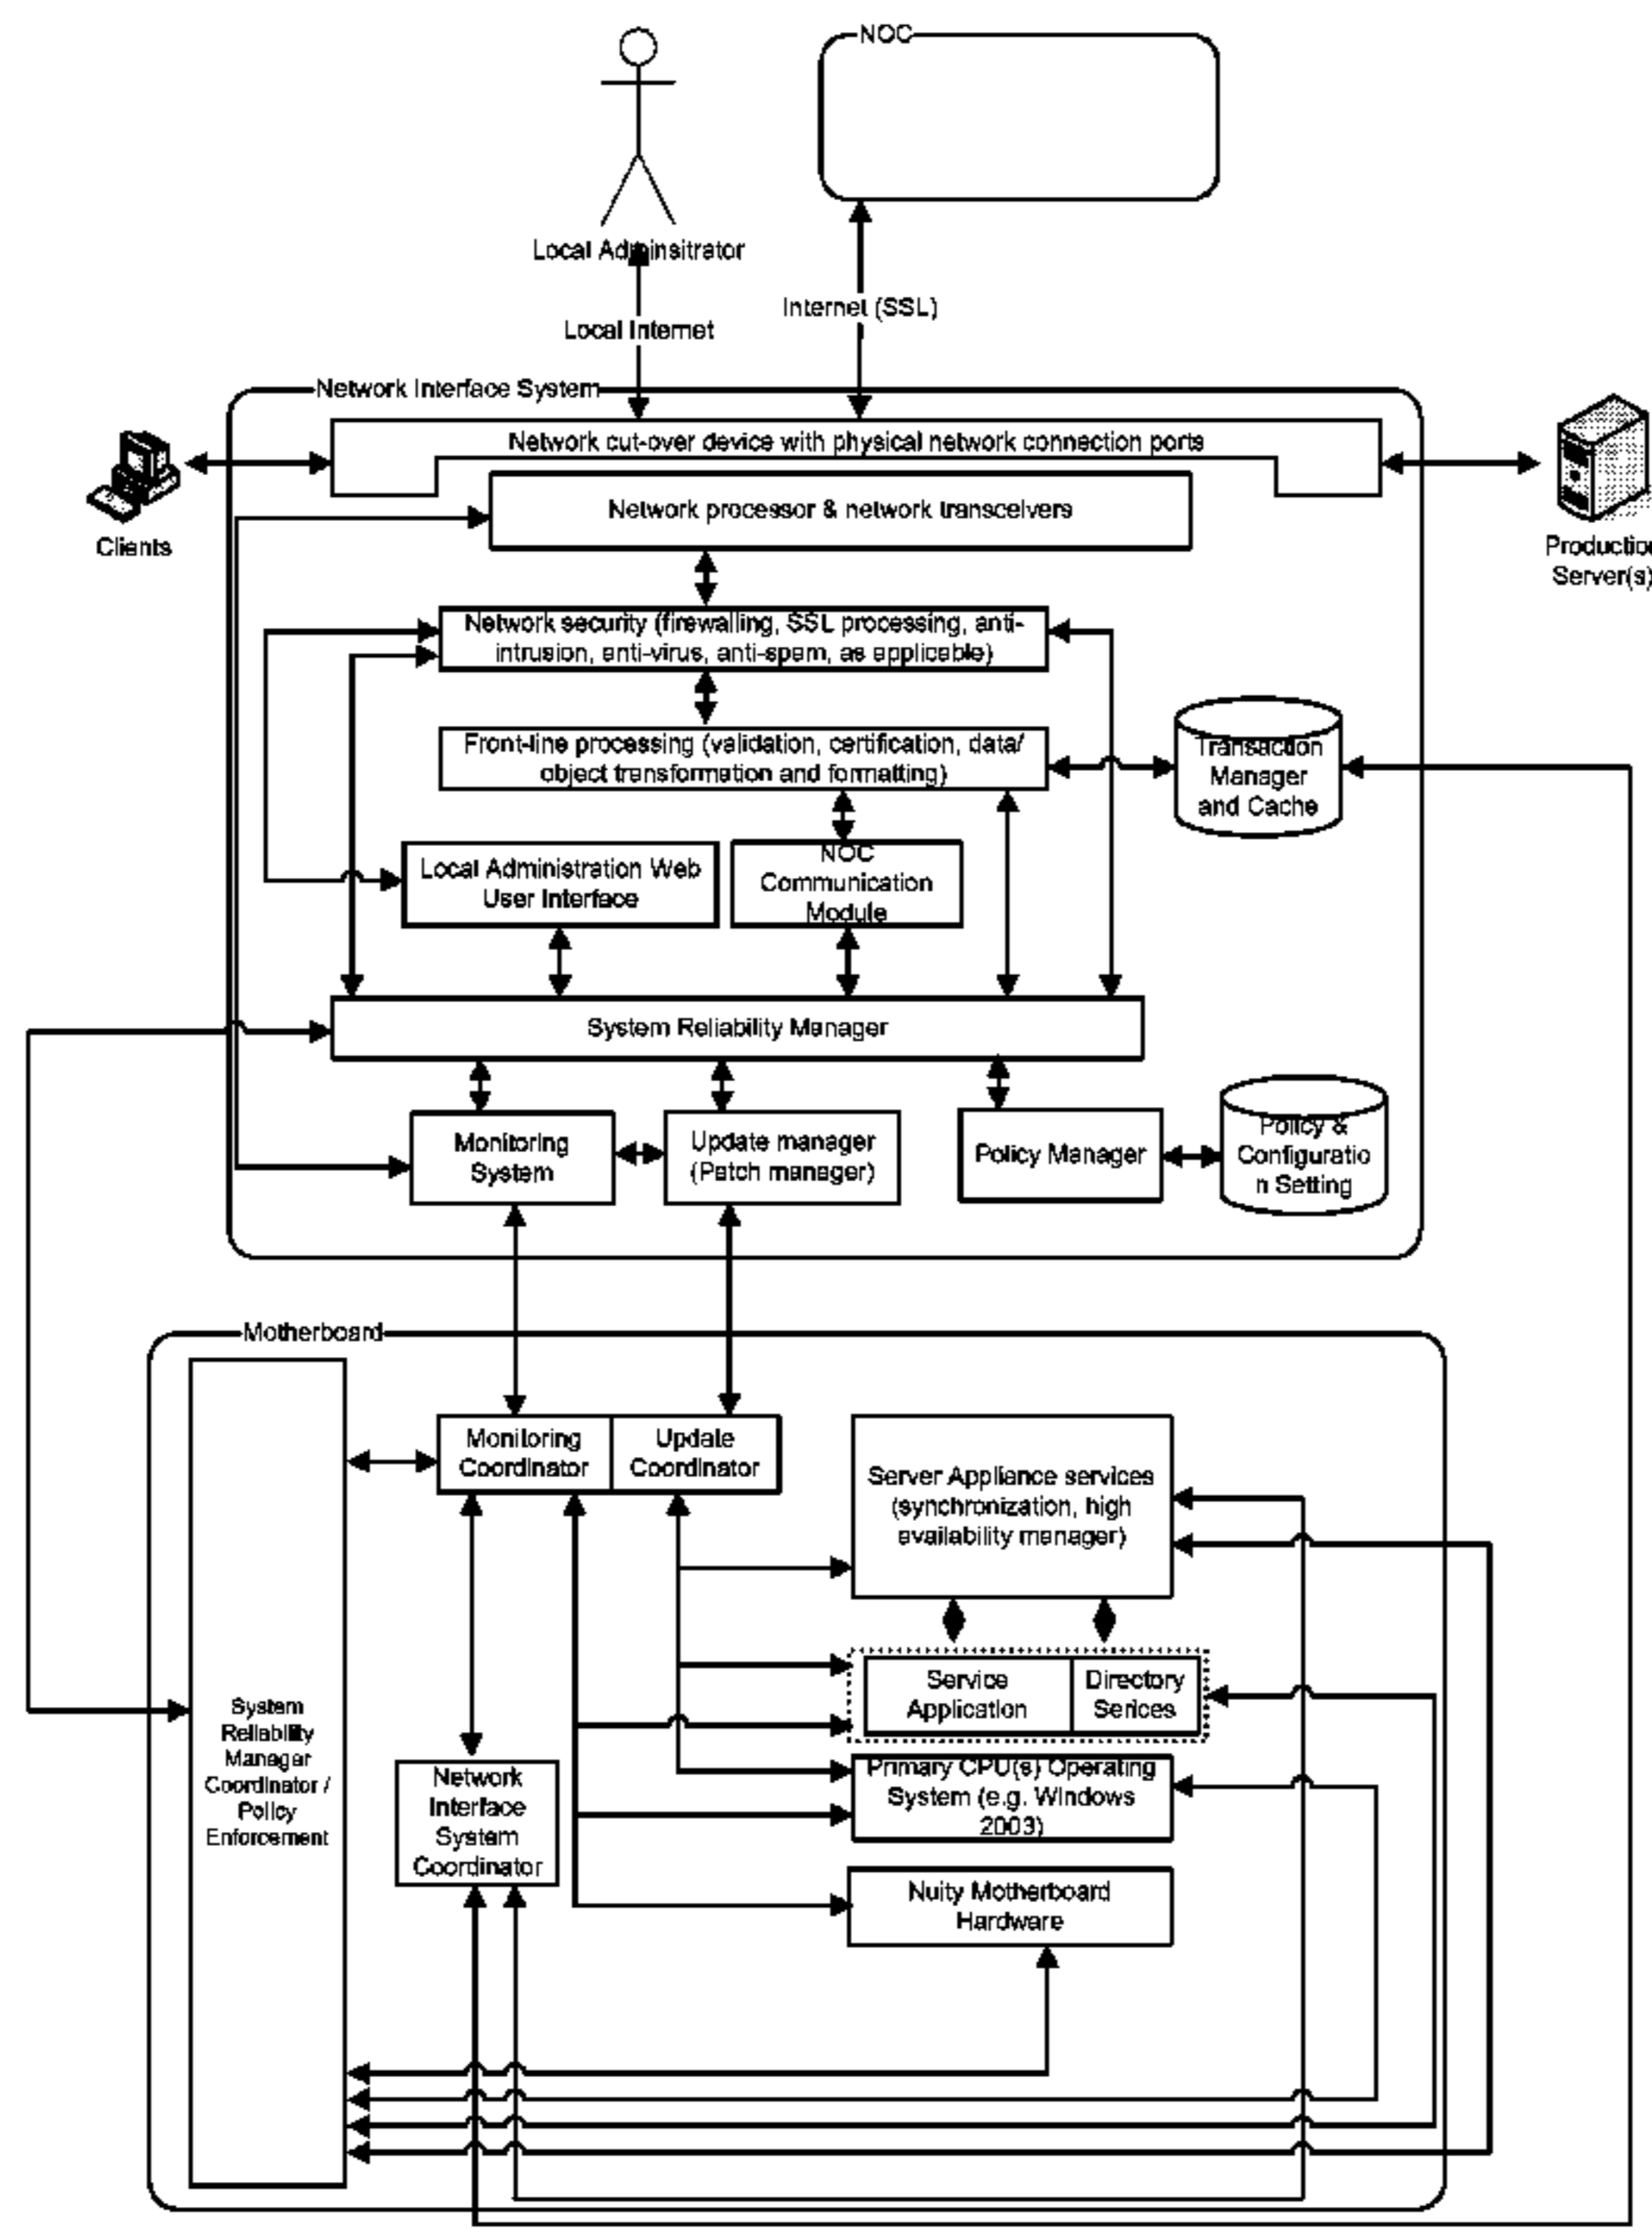 NOC
Local Adminsitrator
Internet (SSL)
Local Internet
Network Interface System
Network cut-over device with physical network connection ports
Network processor & network transceivers
Clients
Production
Server(s)
Network security (firewalling, SSL processing, anti-
intrusion, anti-virus, anti-spam, as applicable)
Front-line processing (validation, certification, data/
object transformation and formatting)
Transaction
Manager
and Cache
Local Administration Web
User Interface
NOC
Communication
Module
System Reliability Manager
Monitoring
System
Update manager
(Patch manager)
Policy Manager
Policy &
Configuratio
n Setting
Motherboard
Monitoring
Coordinator
Update
Coordinator
Server Appliance services
(synchronization, high
availability manager)
Service
Application
Directory
Serices
System
Reliability
Manager
Coordinator /
Policy
Enforcement
Network
Interface
System
Coordinator
Primary CPU(s) Operating
System (e.g. Windows
2003)
Nuity Motherboard
Hardware